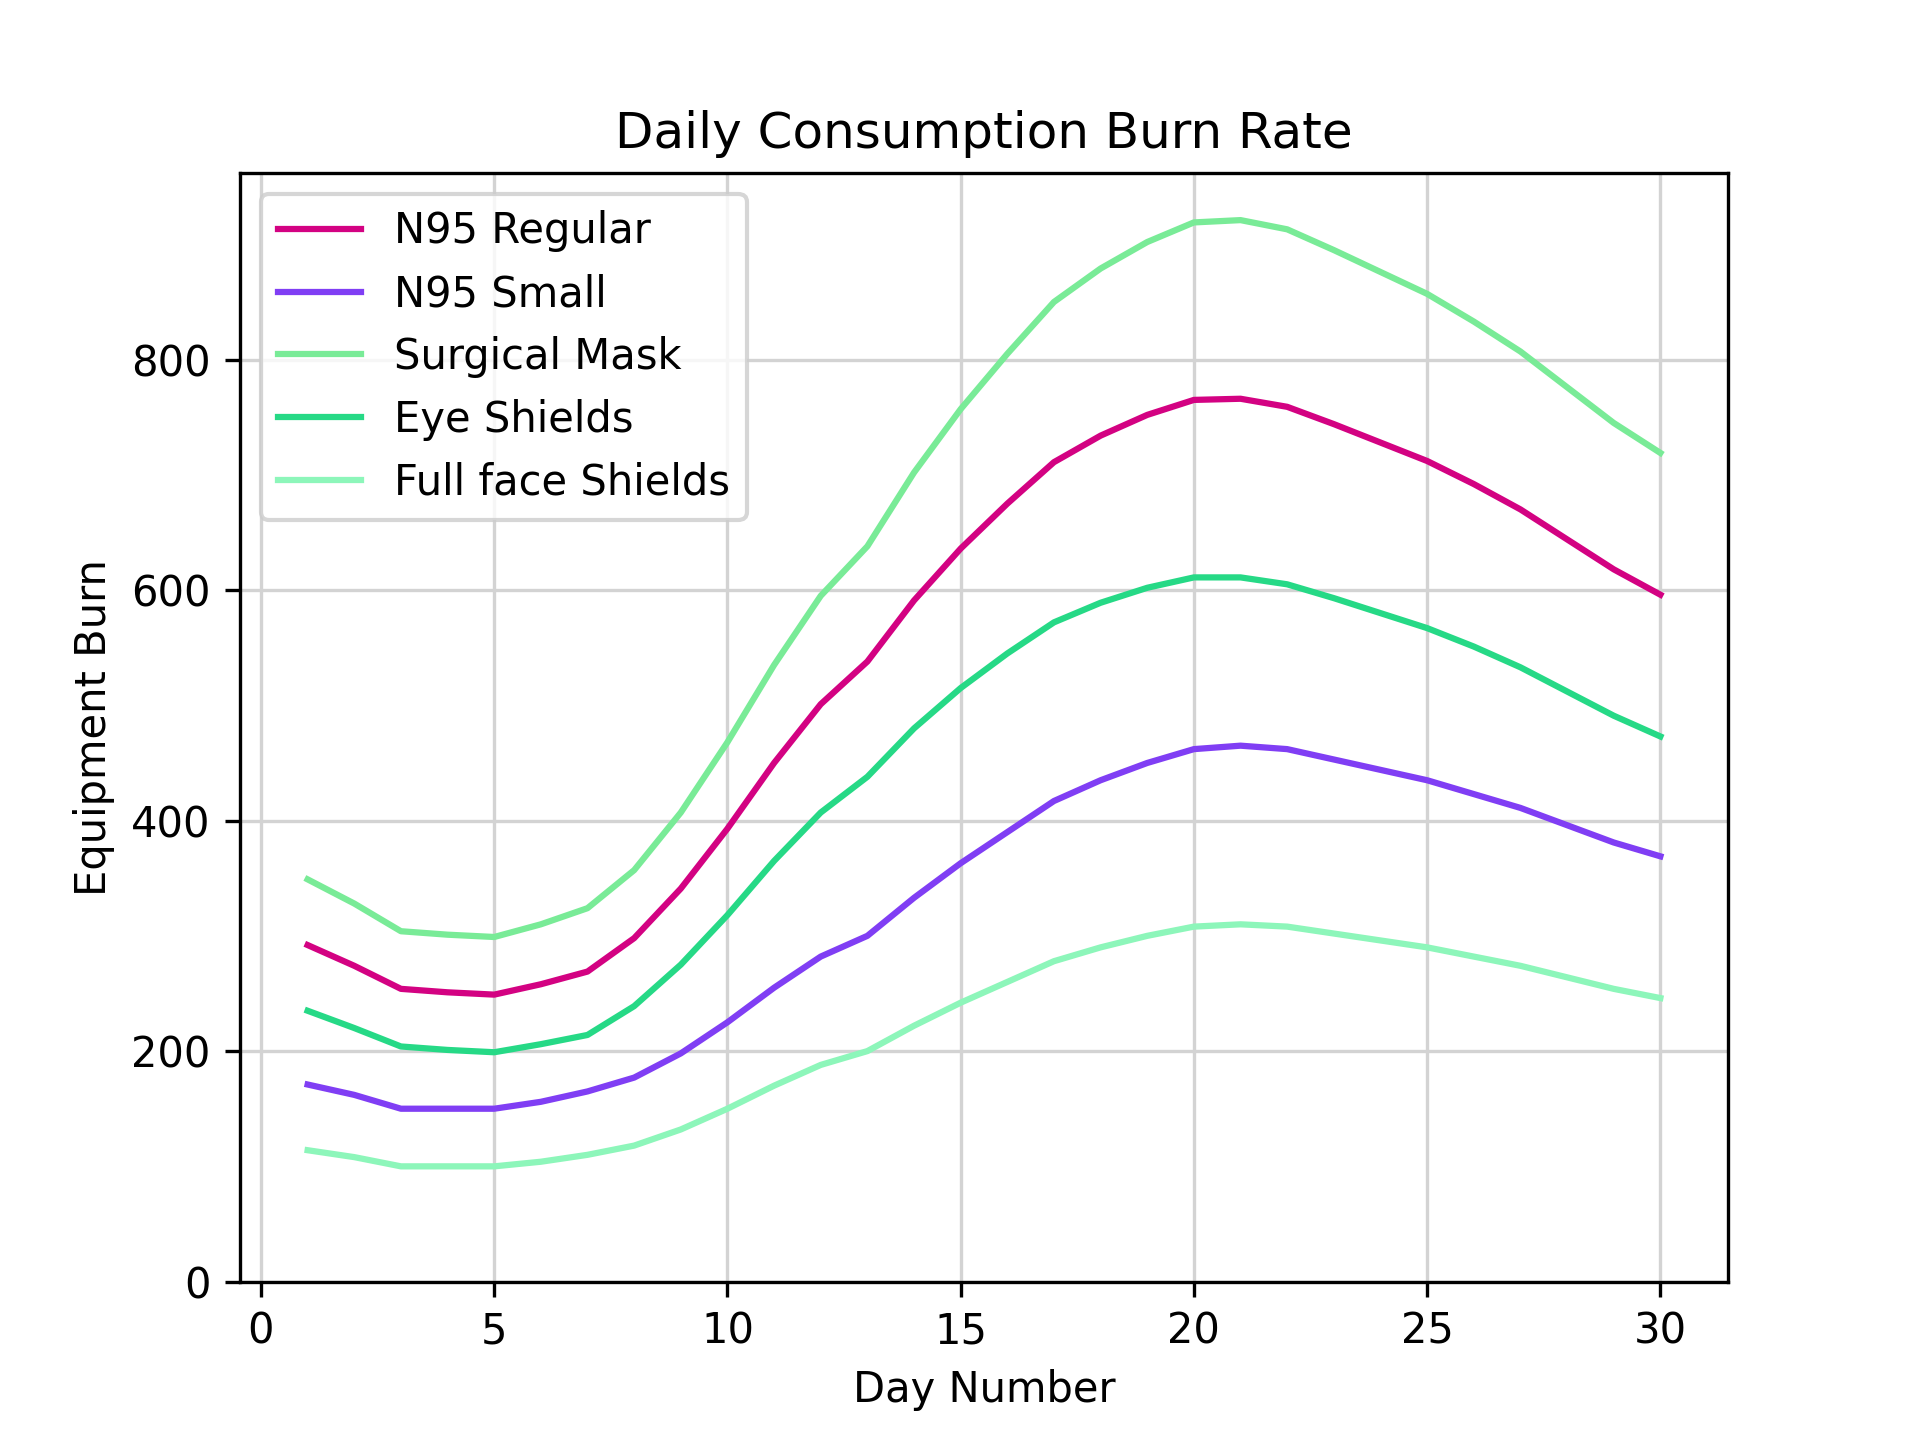 Daily Consumption Burn Rate
N95 Regular
N95 Small
Surgical Mask
Eye Shields
Full face Shields
Equipment Burn
800
600
400
200
0
0 5 10 15 20 25 30
Day Number